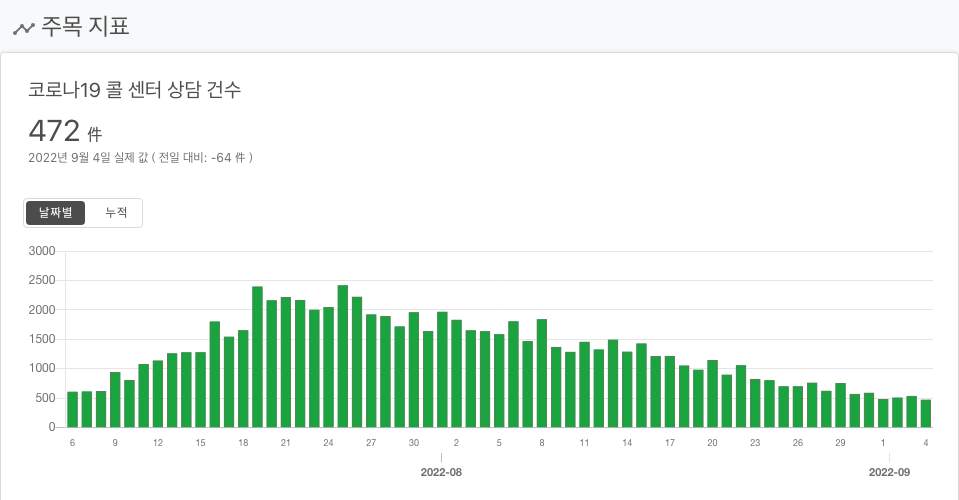 주목 지표
코로나19 콜 센터 상담 건수
472 件
2022년 9월 4일 실제 값 ( 전일 대비: -64 件 )
날짜별 누적
3000
2500
2000
1500
1000
500
0
6 9 12 15 18 21 24 27 30 2 5 8 11 14 17 20 23 26 29 1 4
2022-08 2022-09